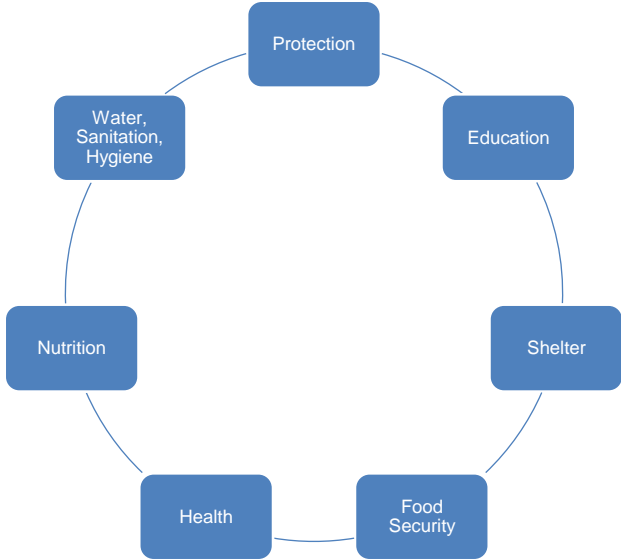 Protection
Education
Shelter
Food
Security
Health
Nutrition
Water,
Sanitation,
Hygiene